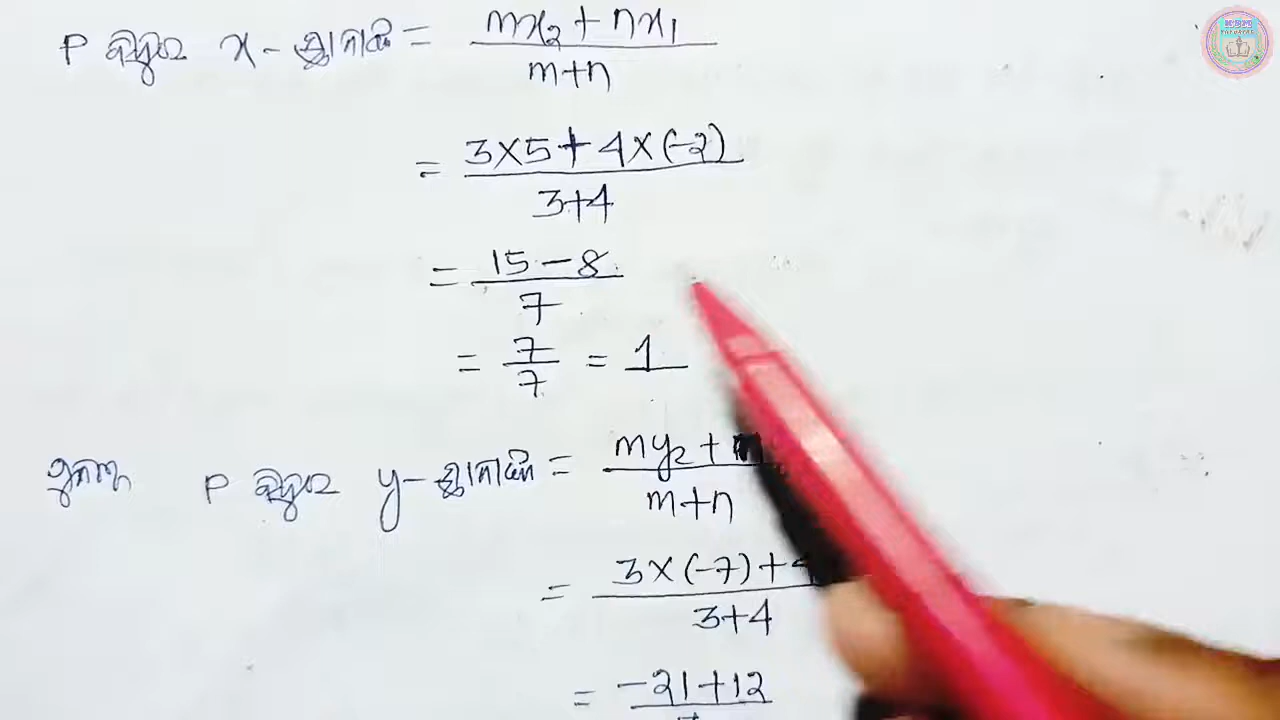 P ବିନ୍ଦୁର x-ସ୍ଥାନାଙ୍କ = mx₂ + nx₁ / m+n
= 3×5 + 4×(-2) / 3+4
= 15 - 8 / 7
= 7/7 = 1
ପୁନଶ୍ଚ P ବିନ୍ଦୁର y-ସ୍ଥାନାଙ୍କ = my₂ + / m+n
= 3×(-7) + 4 / 3+4
= -21+12